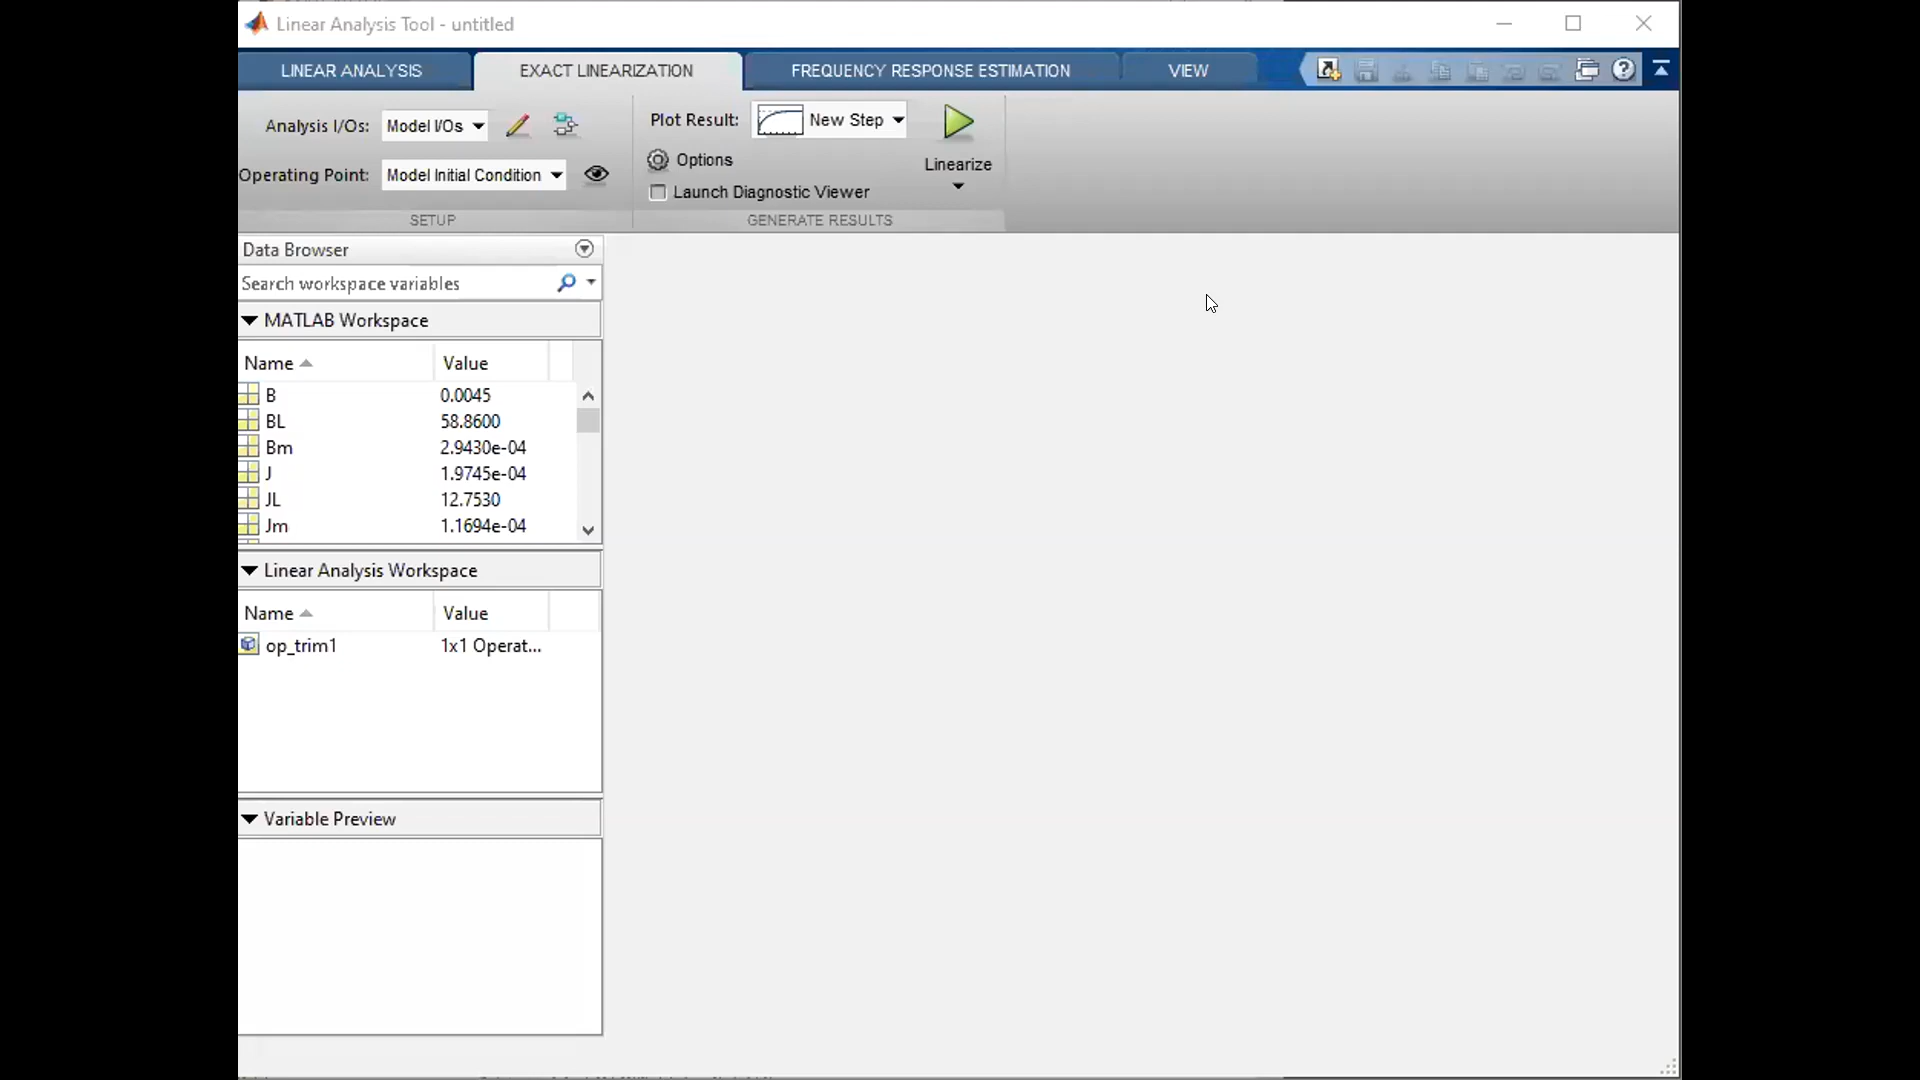 Linear Analysis Tool - untitled
LINEAR ANALYSIS
EXACT LINEARIZATION
FREQUENCY RESPONSE ESTIMATION
VIEW
Analysis I/Os:
Model I/Os
Operating Point:
Model Initial Condition
SETUP
Plot Result:
New Step
Options
Launch Diagnostic Viewer
Linearize
GENERATE RESULTS
Data Browser
Search workspace variables
MATLAB Workspace
Name Value
B 0.0045
BL 58.8600
Bm 2.9430e-04
J 1.9745e-04
JL 12.7530
Jm 1.1694e-04
Linear Analysis Workspace
Name Value
op_trim1 1x1 Operat...
Variable Preview